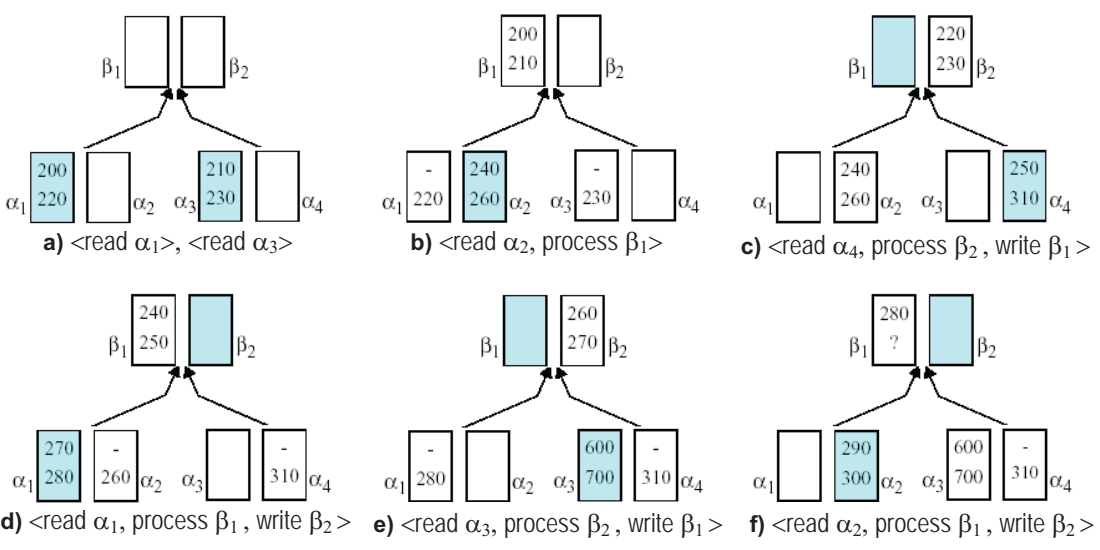 β1 β2
α1 200 220 α2 α3 210 230 α4
a) <read α1>, <read α3>
β1 200 210 β2
α1 - 220 240 260 α2 α3 - 230 α4
b) <read α2, process β1>
β1 220 230 β2
α1 240 260 α2 α3 250 310 α4
c) <read α4, process β2 , write β1 >
β1 240 250 β2
α1 270 280 - 260 α2 α3 - 310 α4
d) <read α1, process β1 , write β2 >
β1 260 270 β2
α1 - 280 α2 α3 600 700 - 310 α4
e) <read α3, process β2 , write β1 >
β1 280 ? β2
α1 290 300 α2 α3 600 700 - 310 α4
f) <read α2, process β1 , write β2 >